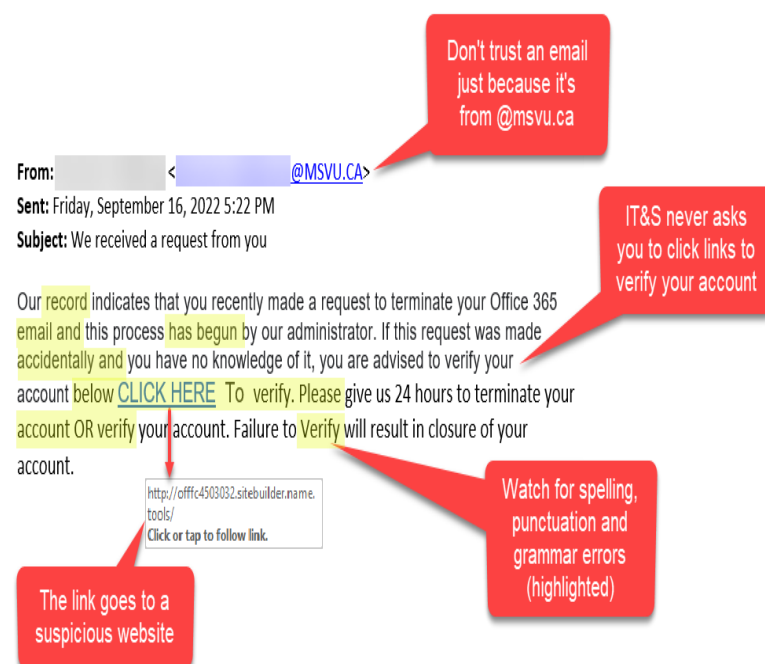 Don't trust an email
just because it's
from @msvu.ca
From: < @MSVU.CA>
Sent: Friday, September 16, 2022 5:22 PM
Subject: We received a request from you
IT&S never asks
you to click links to
verify your account
Our record indicates that you recently made a request to terminate your Office 365
email and this process has begun by our administrator. If this request was made
accidentally and you have no knowledge of it, you are advised to verify your
account below CLICK HERE To verify. Please give us 24 hours to terminate your
account OR verify your account. Failure to Verify will result in closure of your
account.
http://offfc4503032.sitebuilder.name.
tools/
Click or tap to follow link.
Watch for spelling,
punctuation and
grammar errors
(highlighted)
The link goes to a
suspicious website